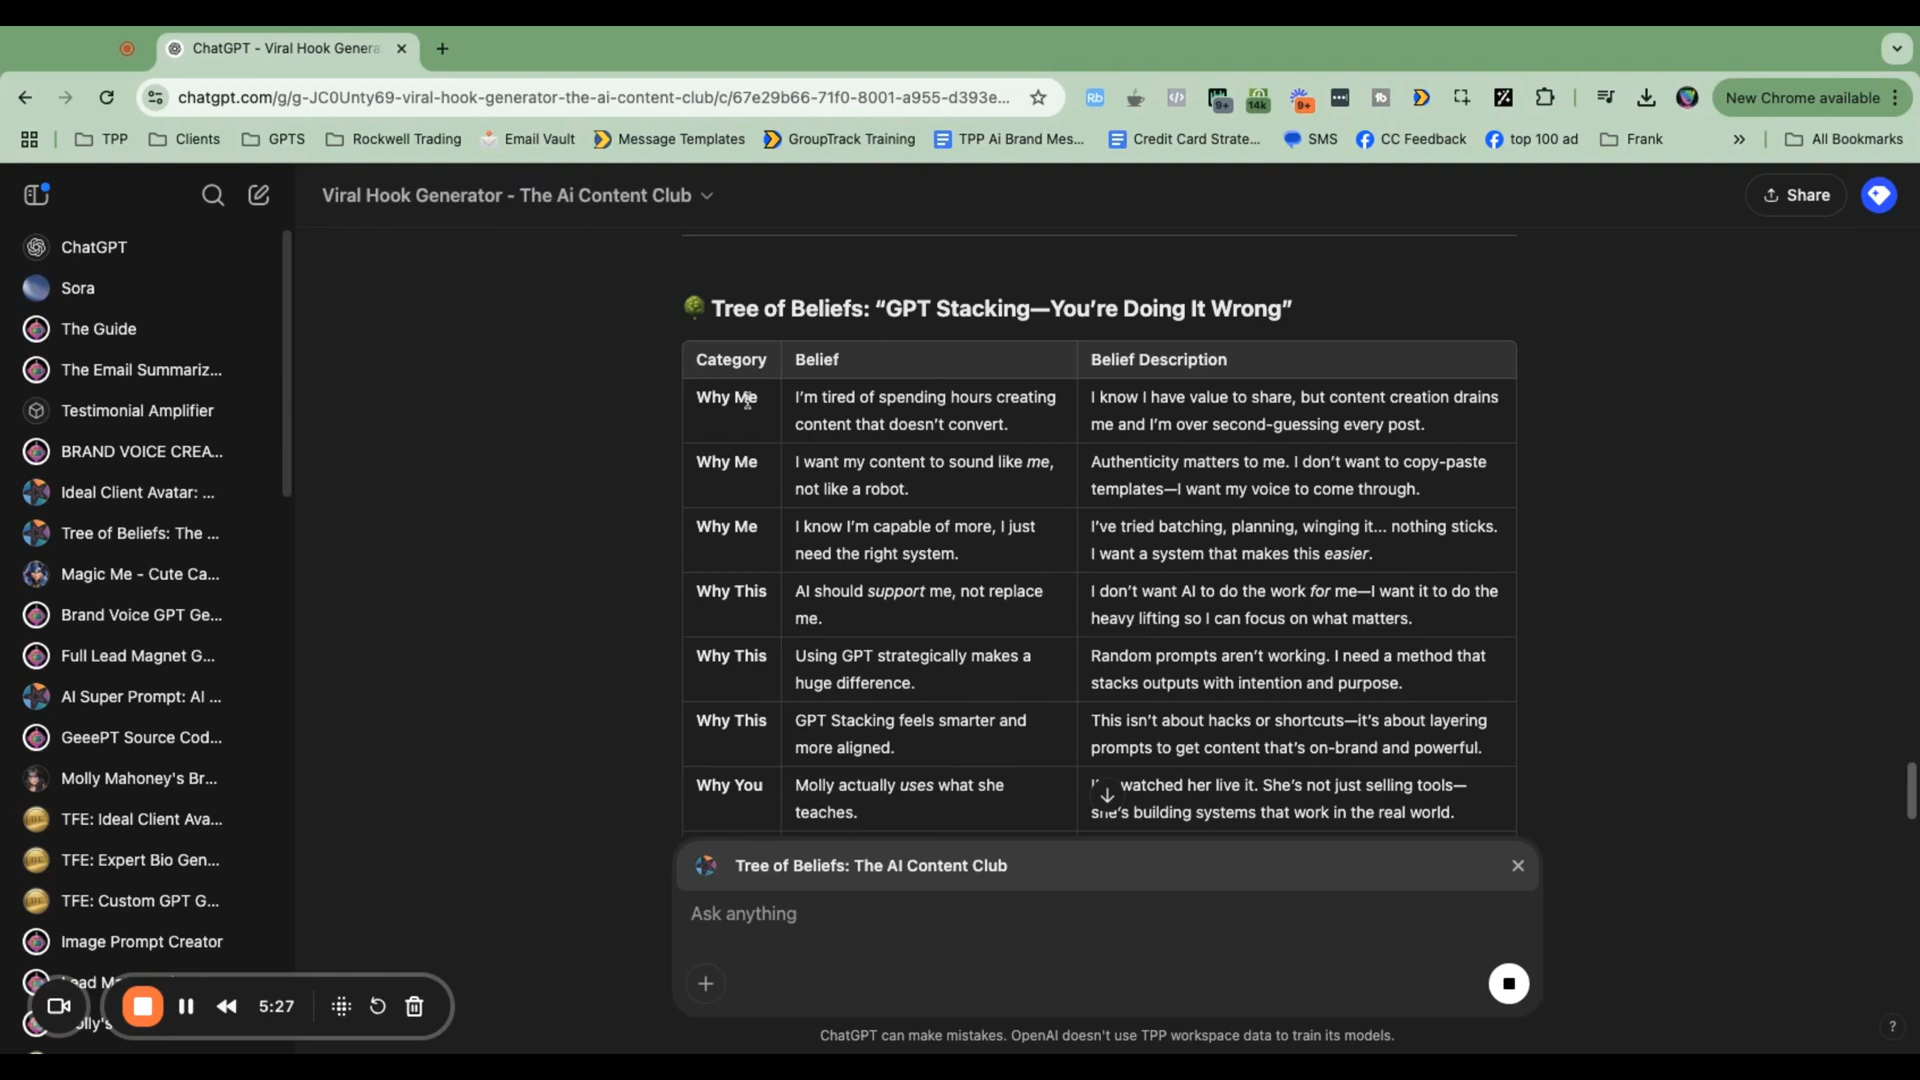 ChatGPT - Viral Hook Genera
chatgpt.com/g/g-JC0Unty69-viral-hook-generator-the-ai-content-club/c/67e29b66-71f0-8001-a955-d393e...
Rb
9+
14k
9+
New Chrome available
TPP
Clients
GPTS
Rockwell Trading
Email Vault
Message Templates
GroupTrack Training
TPP Ai Brand Mes...
Credit Card Strate...
SMS
CC Feedback
top 100 ad
Frank
All Bookmarks
Viral Hook Generator - The Ai Content Club
Share
ChatGPT
Sora
The Guide
The Email Summariz...
Testimonial Amplifier
BRAND VOICE CREA...
Ideal Client Avatar: ...
Tree of Beliefs: The ...
Magic Me - Cute Ca...
Brand Voice GPT Ge...
Full Lead Magnet G...
AI Super Prompt: AI ...
GeeePT Source Cod...
Molly Mahoney's Br...
TFE: Ideal Client Ava...
TFE: Expert Bio Gen...
TFE: Custom GPT G...
Image Prompt Creator
5:27
Tree of Beliefs: “GPT Stacking—You’re Doing It Wrong”
Category Belief Belief Description
Why Me I’m tired of spending hours creating I know I have value to share, but content creation drains
content that doesn’t convert. me and I’m over second-guessing every post.
Why Me I want my content to sound like me, Authenticity matters to me. I don’t want to copy-paste
not like a robot. templates—I want my voice to come through.
Why Me I know I’m capable of more, I just I’ve tried batching, planning, winging it... nothing sticks.
need the right system. I want a system that makes this easier.
Why This AI should support me, not replace I don’t want AI to do the work for me—I want it to do the
me. heavy lifting so I can focus on what matters.
Why This Using GPT strategically makes a Random prompts aren’t working. I need a method that
huge difference. stacks outputs with intention and purpose.
Why This GPT Stacking feels smarter and This isn’t about hacks or shortcuts—it’s about layering
more aligned. prompts to get content that’s on-brand and powerful.
Why You Molly actually uses what she watched her live it. She’s not just selling tools—
teaches. she’s building systems that work in the real world.
Tree of Beliefs: The AI Content Club
Ask anything
ChatGPT can make mistakes. OpenAI doesn't use TPP workspace data to train its models.
?